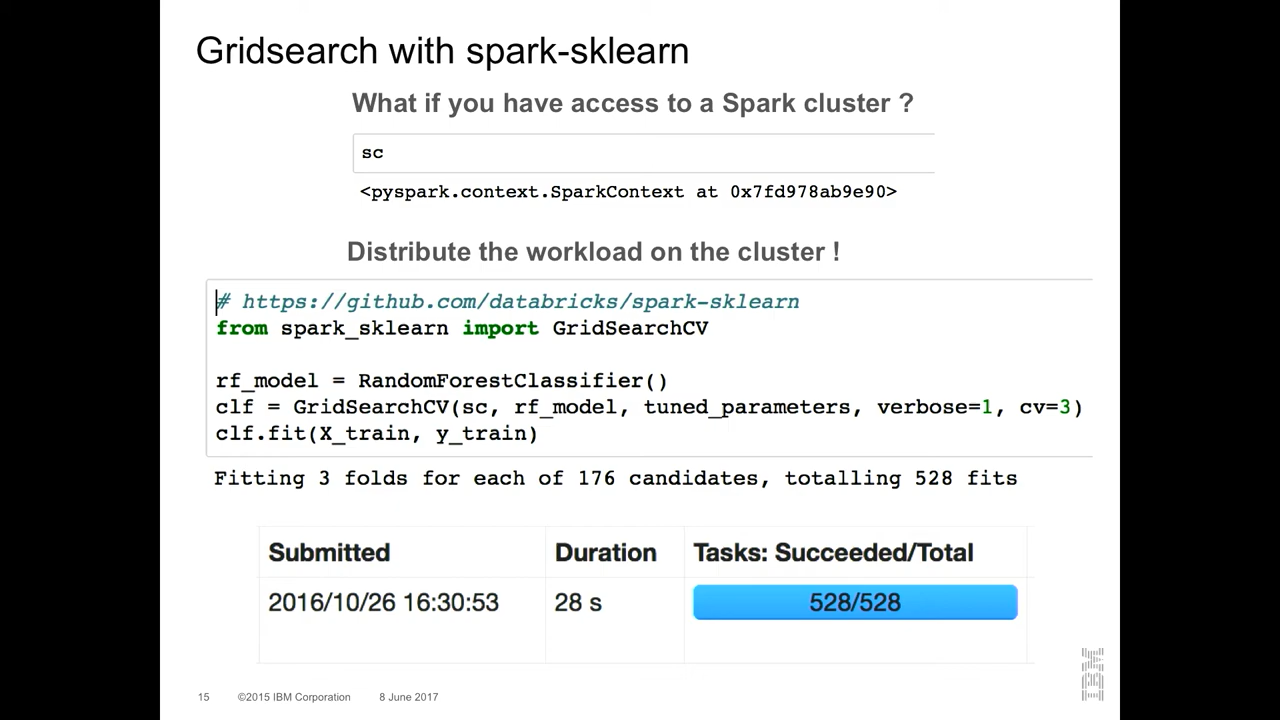 Gridsearch with spark-sklearn
What if you have access to a Spark cluster ?
sc
<pyspark.context.SparkContext at 0x7fd978ab9e90>
Distribute the workload on the cluster !
# https://github.com/databricks/spark-sklearn
from spark_sklearn import GridSearchCV
rf_model = RandomForestClassifier()
clf = GridSearchCV(sc, rf_model, tuned_parameters, verbose=1, cv=3)
clf.fit(X_train, y_train)
Fitting 3 folds for each of 176 candidates, totalling 528 fits
Submitted Duration Tasks: Succeeded/Total
2016/10/26 16:30:53 28 s 528/528
15 ©2015 IBM Corporation 8 June 2017
IBM